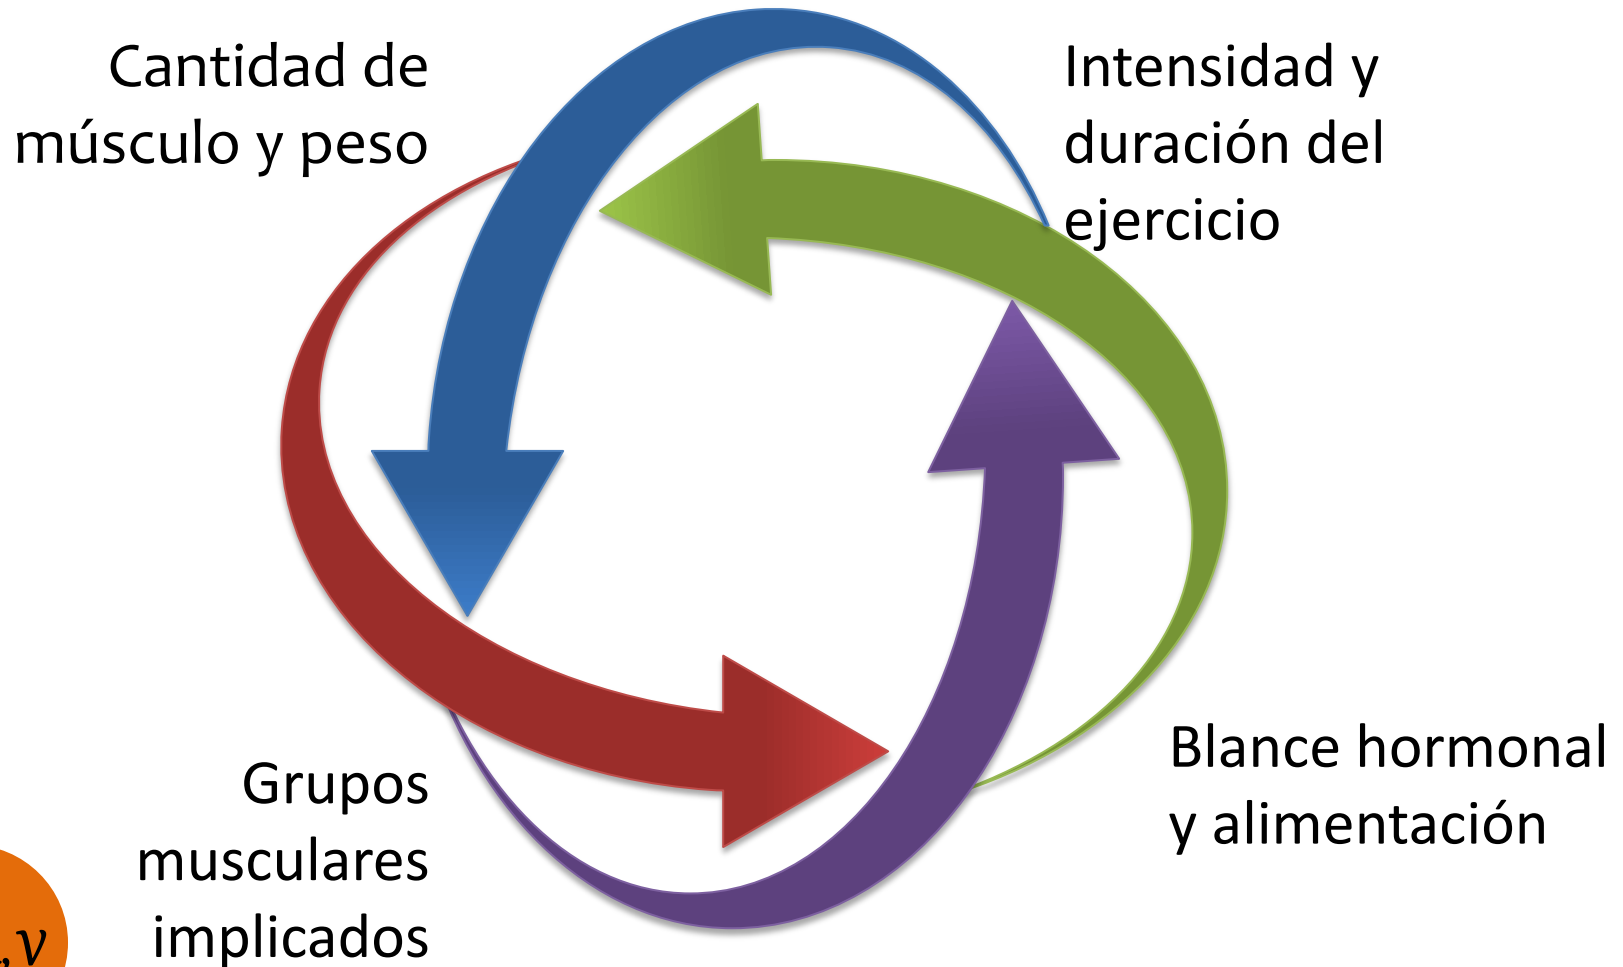 Cantidad de
músculo y peso
Intensidad y
duración del
ejercicio
Grupos
musculares
implicados
Blance hormonal
y alimentación